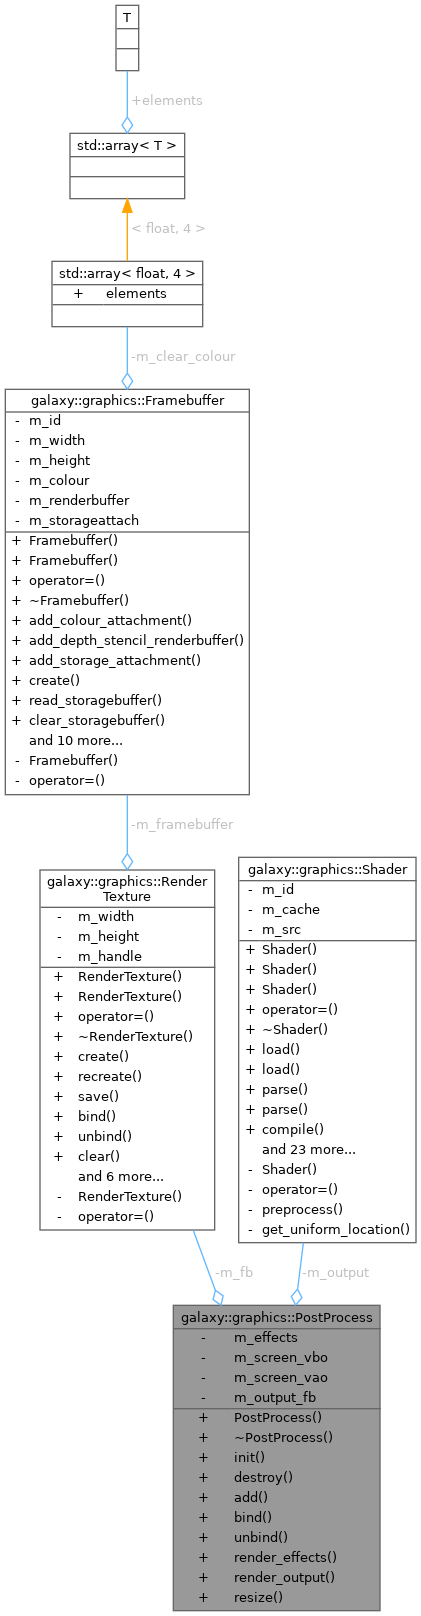 T
+elements
std::array< T >
< float, 4 >
std::array< float, 4 >
+ elements
-m_clear_colour
galaxy::graphics::Framebuffer
- m_id
- m_width
- m_height
- m_colour
- m_renderbuffer
- m_storageattach
+ Framebuffer()
+ Framebuffer()
+ operator=()
+ ~Framebuffer()
+ add_colour_attachment()
+ add_depth_stencil_renderbuffer()
+ add_storage_attachment()
+ create()
+ read_storagebuffer()
+ clear_storagebuffer()
and 10 more...
- Framebuffer()
- operator=()
-m_framebuffer
galaxy::graphics::Render
Texture
- m_width
- m_height
- m_handle
+ RenderTexture()
+ RenderTexture()
+ operator=()
+ ~RenderTexture()
+ create()
+ recreate()
+ save()
+ bind()
+ unbind()
+ clear()
and 6 more...
- RenderTexture()
- operator=()
galaxy::graphics::Shader
- m_id
- m_cache
- m_src
+ Shader()
+ Shader()
+ Shader()
+ operator=()
+ ~Shader()
+ load()
+ load()
+ parse()
+ parse()
+ compile()
and 23 more...
- Shader()
- operator=()
- preprocess()
- get_uniform_location()
-m_fb
-m_output
galaxy::graphics::PostProcess
- m_effects
- m_screen_vbo
- m_screen_vao
- m_output_fb
+ PostProcess()
+ ~PostProcess()
+ init()
+ destroy()
+ add()
+ bind()
+ unbind()
+ render_effects()
+ render_output()
+ resize()